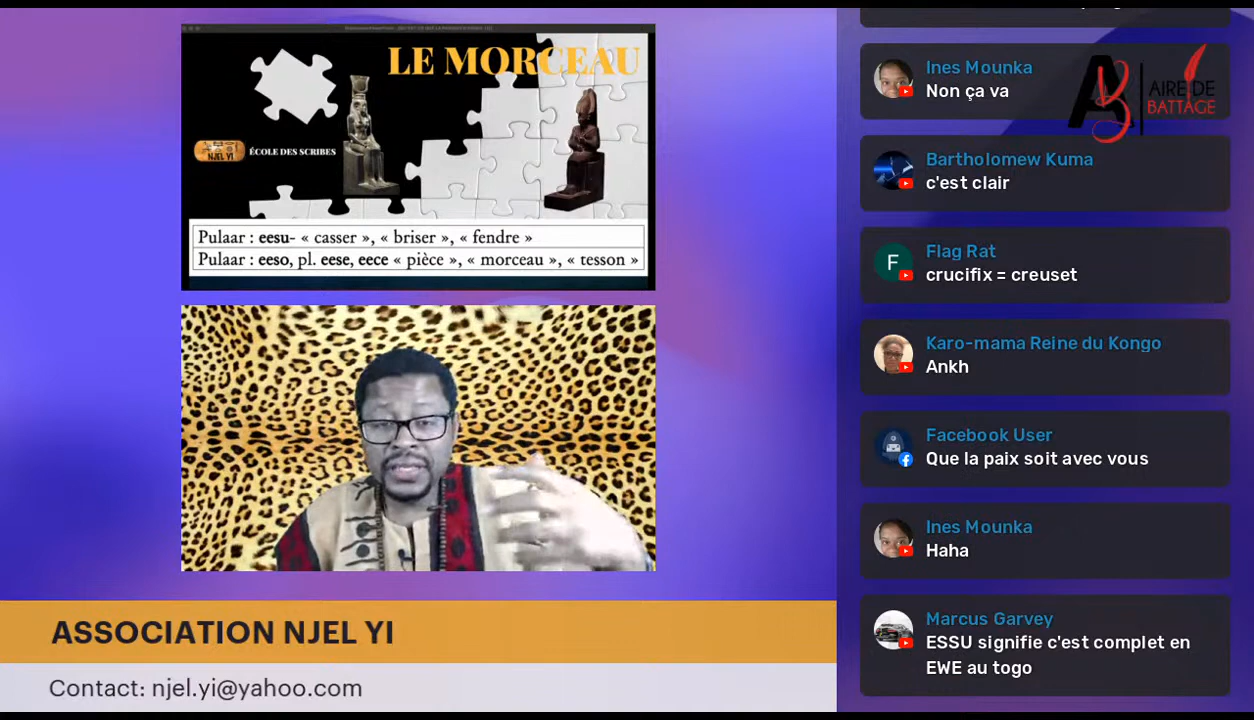 LE MORCEAU
NJEL YI
ÉCOLE DES SCRIBES
Pulaar : eesu- « casser », « briser », « fendre »
Pulaar : eeso, pl. eese, eece « pièce », « morceau », « tesson »
ASSOCIATION NJEL YI
Contact: njel.yi@yahoo.com
AB
AIRE DE
BATTAGE
Ines Mounka
Non ça va
Bartholomew Kuma
c'est clair
F
Flag Rat
crucifix = creuset
Karo-mama Reine du Kongo
Ankh
Facebook User
Que la paix soit avec vous
Ines Mounka
Haha
Marcus Garvey
ESSU signifie c'est complet en
EWE au togo